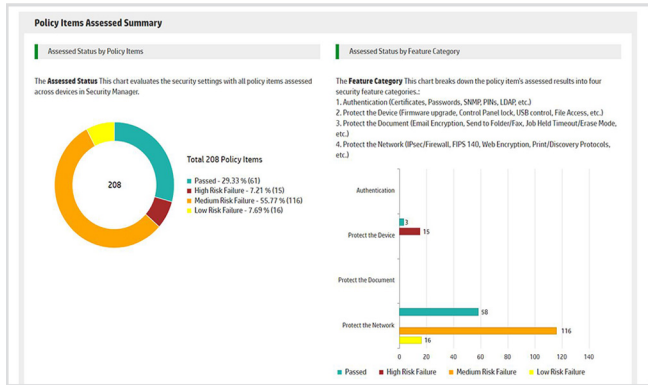 Policy Items Assessed Summary
Assessed Status by Policy Items
The Assessed Status This chart evaluates the security settings with all policy items assessed
across devices in Security Manager.
208
Total 208 Policy Items
Passed - 29.33 % (61)
High Risk Failure - 7.21 % (15)
Medium Risk Failure - 55.77 % (116)
Low Risk Failure - 7.69 % (16)
Assessed Status by Feature Category
The Feature Category This chart breaks down the policy item's assessed results into four
security feature categories.:
1. Authentication (Certificates, Passwords, SNMP, PINs, LDAP, etc.)
2. Protect the Device (Firmware upgrade, Control Panel lock, USB control, File Access, etc.)
3. Protect the Document (Email Encryption, Send to Folder/Fax, Job Held Timeout/Erase Mode,
etc.)
4. Protect the Network (IPsec/Firewall, FIPS 140, Web Encryption, Print/Discovery Protocols,
etc.)
Authentication
3
Protect the Device
15
Protect the Document
58
Protect the Network
116
16
0 20 40 60 80 100 120 140
Passed High Risk Failure Medium Risk Failure Low Risk Failure